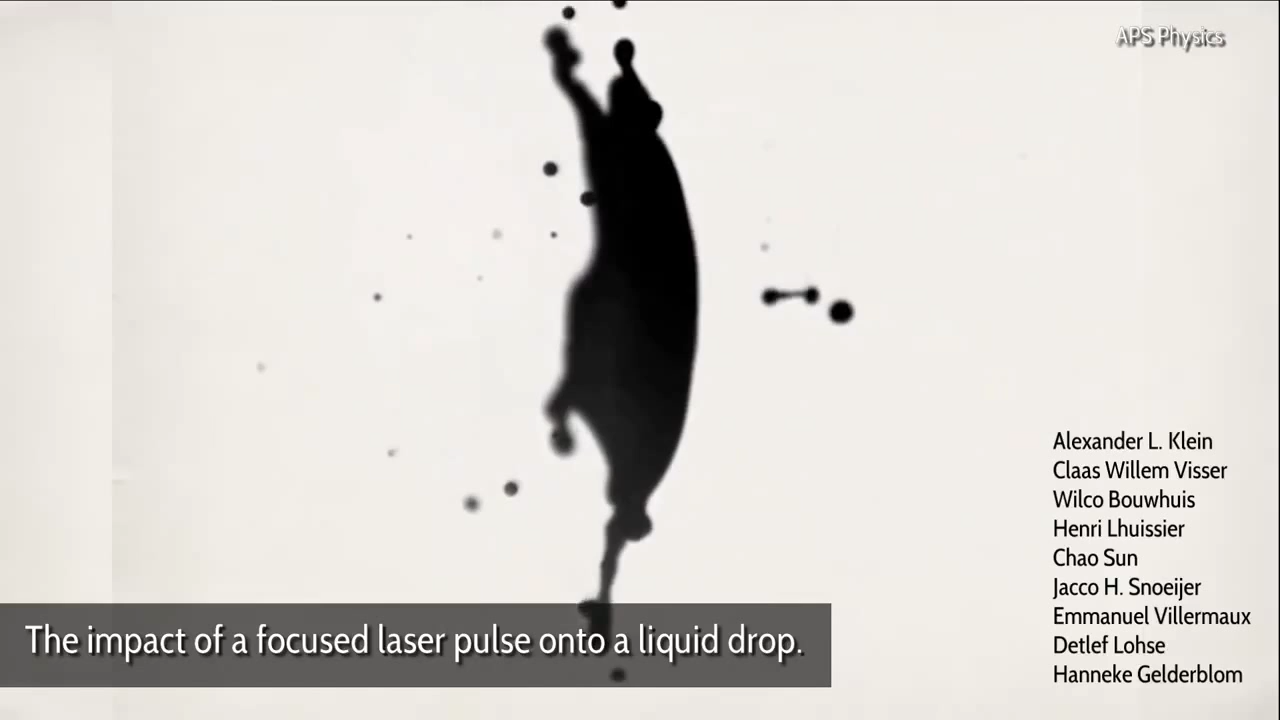 APS Physics
Alexander L. Klein
Claas Willem Visser
Wilco Bouwhuis
Henri Lhuissier
Chao Sun
Jacco H. Snoeijer
Emmanuel Villermaux
Detlef Lohse
Hanneke Gelderblom
The impact of a focused laser pulse onto a liquid drop.